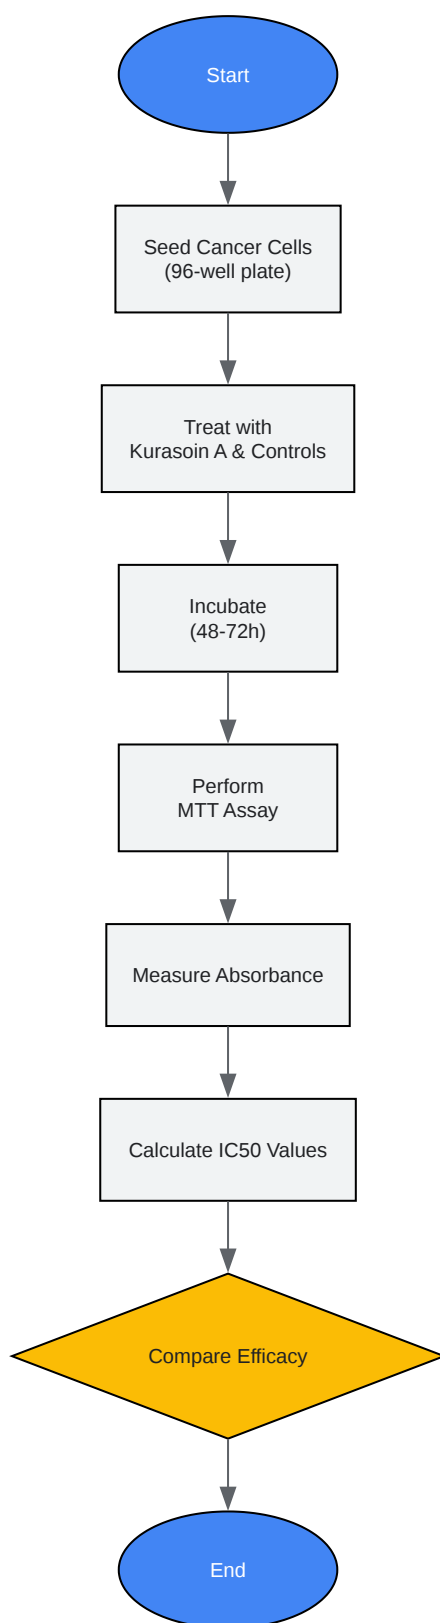 Start
Seed Cancer Cells
(96-well plate)
Treat with
Kurasoin A & Controls
Incubate
(48-72h)
Perform
MTT Assay
Measure Absorbance
Calculate IC50 Values
Compare Efficacy
End